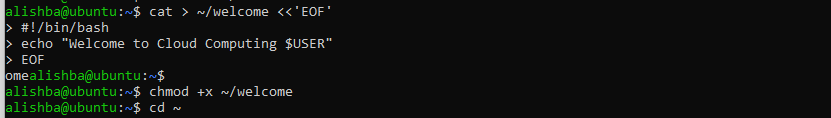 alishba@ubuntu:~$ cat > ~/welcome <<'EOF'
> #!/bin/bash
> echo "Welcome to Cloud Computing $USER"
> EOF
omealishba@ubuntu:~$
alishba@ubuntu:~$ chmod +x ~/welcome
alishba@ubuntu:~$ cd ~